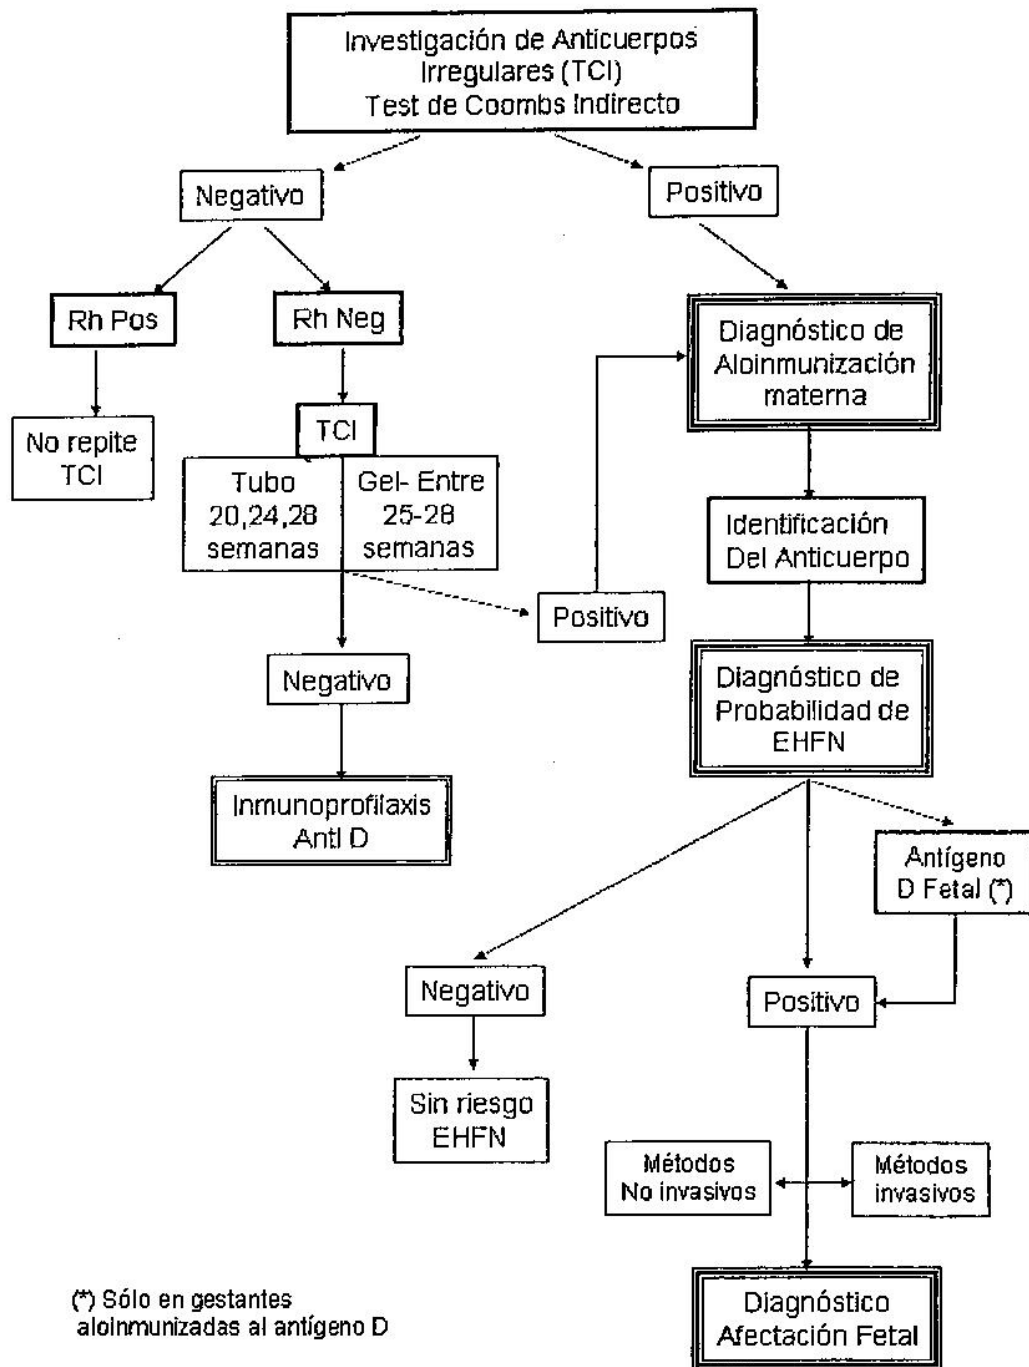 Investigación de Anticuerpos
Irregulares (TCI)
Test de Coombs Indirecto
Negativo
Positivo
Rh Pos
Rh Neg
Diagnóstico de
Aloinmunización
materna
No repite
TCI
TCI
Tubo
20,24,28
semanas
Gel- Entre
25-28
semanas
Identificación
Del Anticuerpo
Positivo
Negativo
Diagnóstico de
Probabilidad de
EHFN
Inmunoprofilaxis
Anti D
Antígeno
D Fetal (*)
Negativo
Positivo
Sin riesgo
EHFN
Métodos
No invasivos
Métodos
invasivos
(*) Sólo en gestantes
aloinmunizadas al antígeno D
Diagnóstico
Afectación Fetal